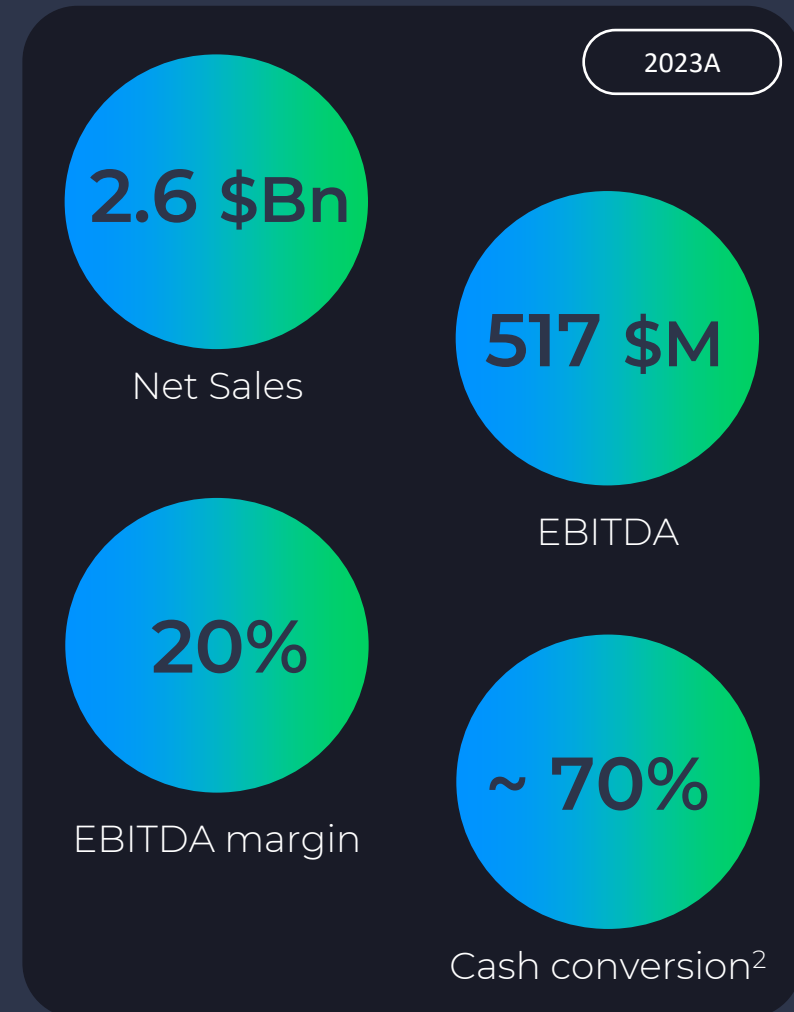 2023A
2.6 $Bn
Net Sales
517 $M
EBITDA
20%
EBITDA margin
~ 70%
Cash conversion²